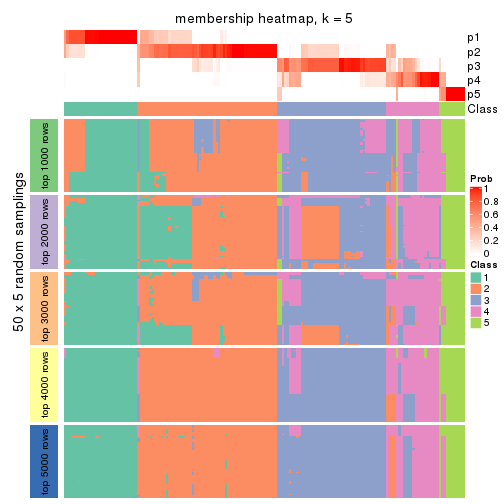 membership heatmap, k = 5
p1
p2
p3
p4
p5
Class
50 x 5 random samplings
top 1000 rows
top 2000 rows
top 3000 rows
top 4000 rows
top 5000 rows
Prob
1
0.8
0.6
0.4
0.2
0
Class
1
2
3
4
5